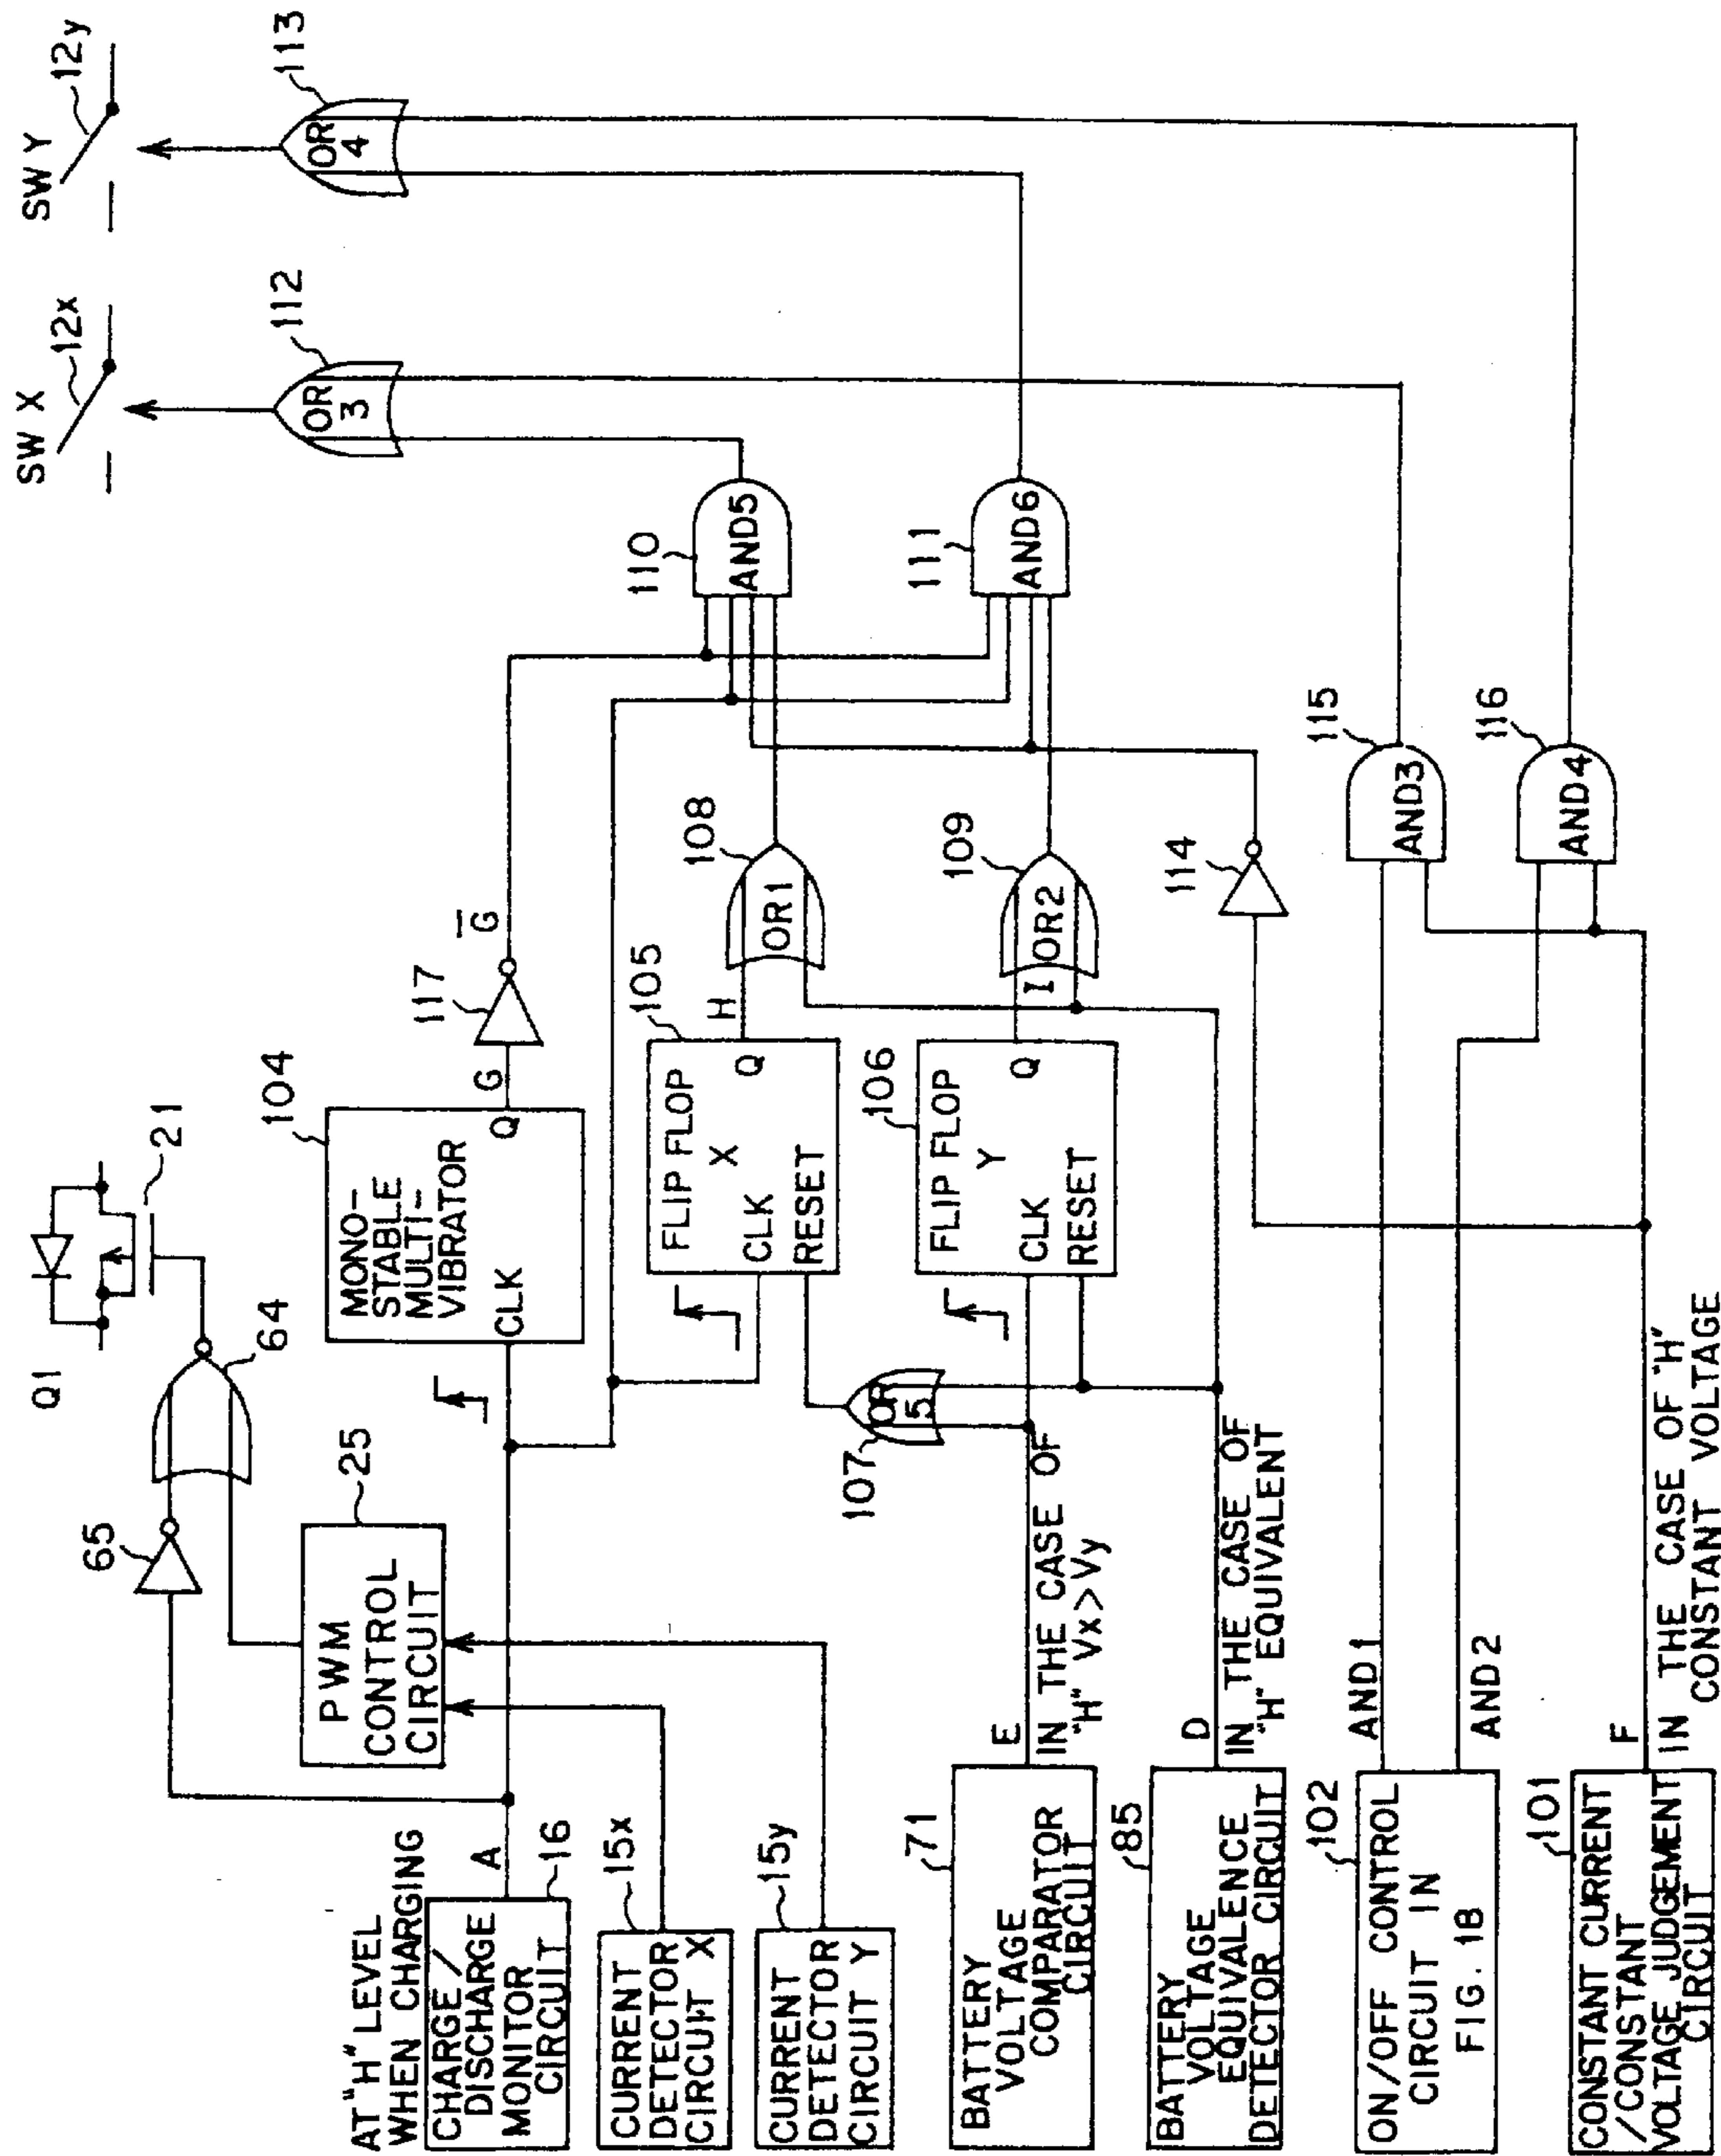 SW X
12x
SW Y
12y
112
OR
3
113
OR
4
110
AND5
111
AND6
115
AND3
116
AND4
108
OR1
109
OR2
114
G
117
G
H
I
Q1
21
64
65
104
MONO-
STABLE
MULTI-
VIBRATOR
CLK
Q
105
FLIP FLOP
X
CLK
RESET
Q
106
FLIP FLOP
Y
CLK
RESET
Q
25
PWM
CONTROL
CIRCUIT
107
OR
5
AT "H" LEVEL
WHEN CHARGING
A
CHARGE /
DISCHARGE
MONITOR
CIRCUIT
16
CURRENT
DETECTOR
CIRCUIT X
15x
CURRENT
DETECTOR
CIRCUIT Y
15y
71
BATTERY
VOLTAGE
COMPARATOR
CIRCUIT
E
IN THE CASE OF
"H" Vx>Vy
85
BATTERY
VOLTAGE
EQUIVALENCE
DETECTOR CIRCUIT
D
IN THE CASE OF
"H" EQUIVALENT
102
ON/OFF CONTROL
CIRCUIT IN
FIG. 1B
AND1
AND2
101
CONSTANT CURRENT
/CONSTANT
VOLTAGE JUDGEMENT
CIRCUIT
F
IN THE CASE OF "H"
CONSTANT VOLTAGE